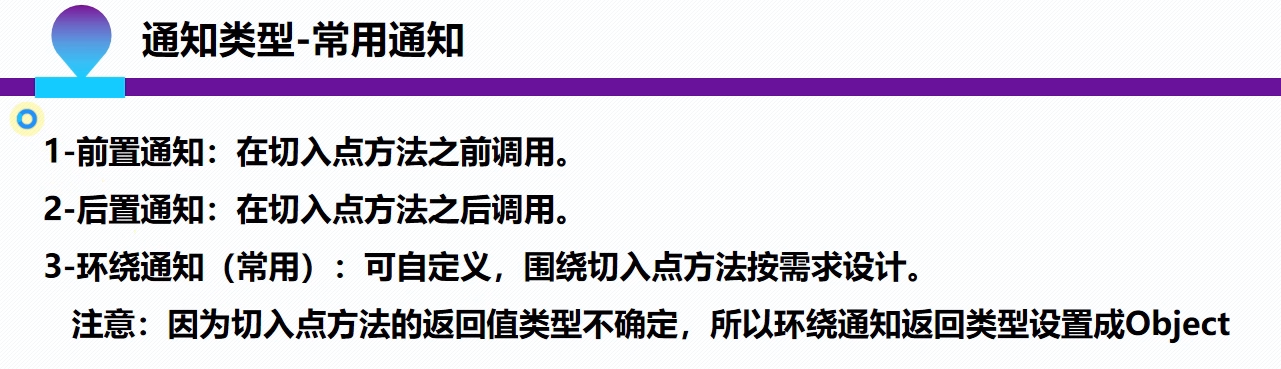 通知类型-常用通知
1-前置通知：在切入点方法之前调用。
2-后置通知：在切入点方法之后调用。
3-环绕通知（常用）：可自定义，围绕切入点方法按需求设计。
注意：因为切入点方法的返回值类型不确定，所以环绕通知返回类型设置成Object